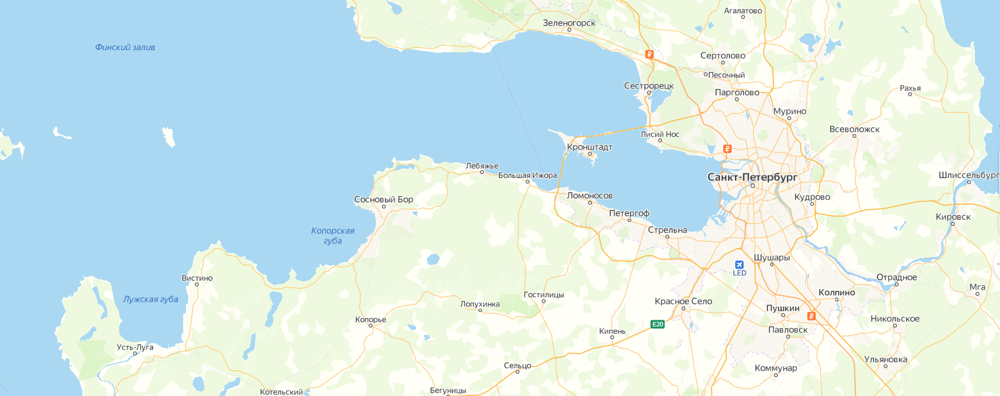 Агалатово
Зеленогорск
Финский залив
₽
Сертолово
Песочный
Сестрорецк
Парголово
Рахья
Мурино
Всеволожск
Лисий Нос
Кронштадт
₽
Лебяжье
Большая Ижора
Санкт-Петербург
Шлиссельбург
Сосновый Бор
Ломоносов
Кудрово
Петергоф
Кировск
Копорская
губа
Стрельна
Шушары
LED
Вистино
Отрадное
Мга
Лужская губа
Гостилицы
Колпино
Лопухинка
Красное Село
Пушкин
₽
Копорье
E20
Никольское
Кипень
Павловск
Усть-Луга
Ульяновка
Сельцо
Коммунар
Котельский
Бегуницы